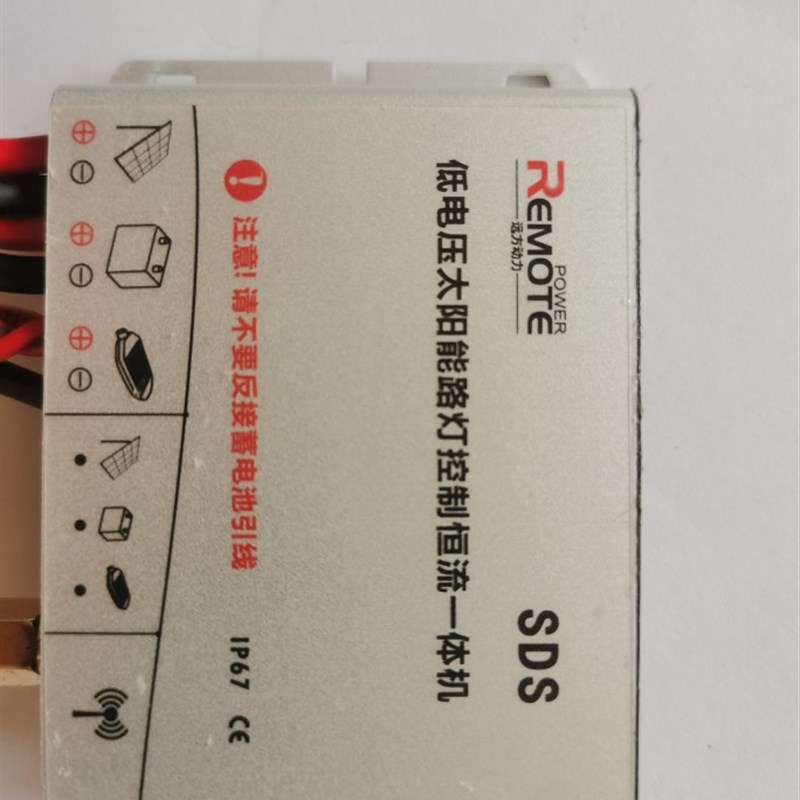 REMOTE
POWER
远方动力
SDS
低电压太阳能路灯控制恒流一体机
注意!请不要反接蓄电池引线
IP67 CE